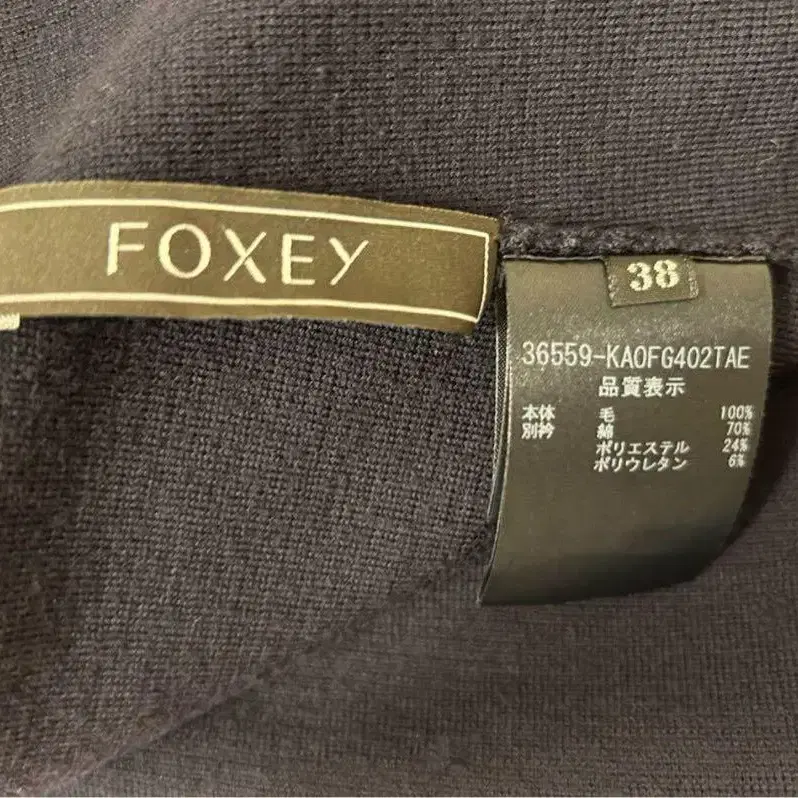 FOXEY
38
36559-KAOFG402TAE
品質表示
本体 毛 100%
別衿 綿 70%
ポリエステル 24%
ポリウレタン 6%